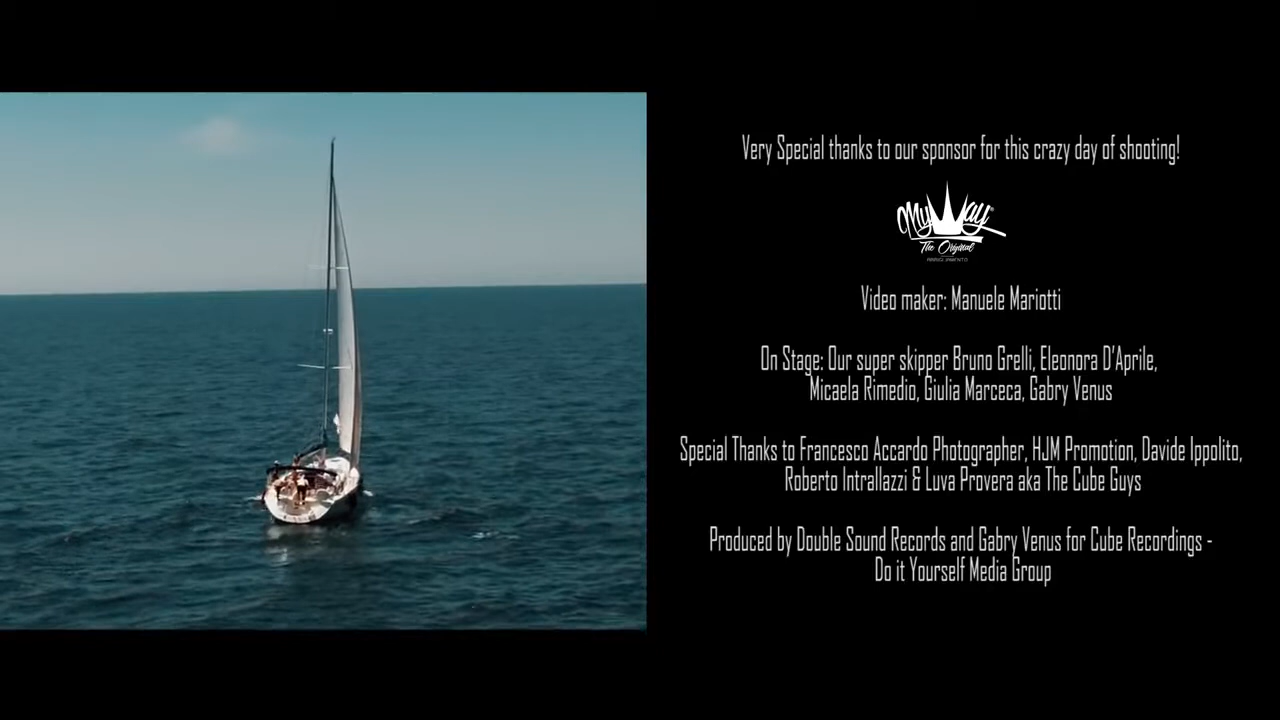 Very Special thanks to our sponsor for this crazy day of shooting!
My Way®
The Original
ABBIGLIAMENTO
Video maker: Manuele Mariotti
On Stage: Our super skipper Bruno Grelli, Eleonora D'Aprile,
Micaela Rimedio, Giulia Marceca, Gabry Venus
Special Thanks to Francesco Accardo Photographer, HJM Promotion, Davide Ippolito,
Roberto Intrallazzi & Luva Provera aka The Cube Guys
Produced by Double Sound Records and Gabry Venus for Cube Recordings -
Do it Yourself Media Group